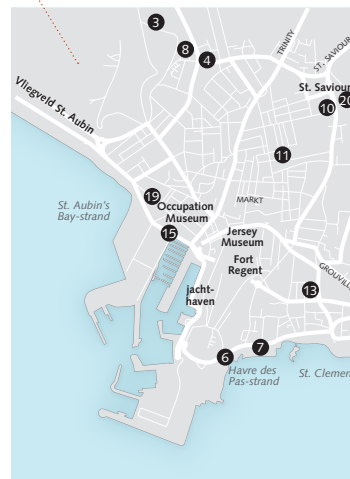 3
8
4
TRINITY
ST. SAVIOUR
St. Saviour
10
20
Vliegveld St. Aubin
11
19
MARKT
St. Aubin's
Bay-strand
Occupation
Museum
15
Jersey
Museum
Fort
Regent
GROUVILLE
13
jacht-
haven
6
7
Havre des
Pas-strand
St. Clemen